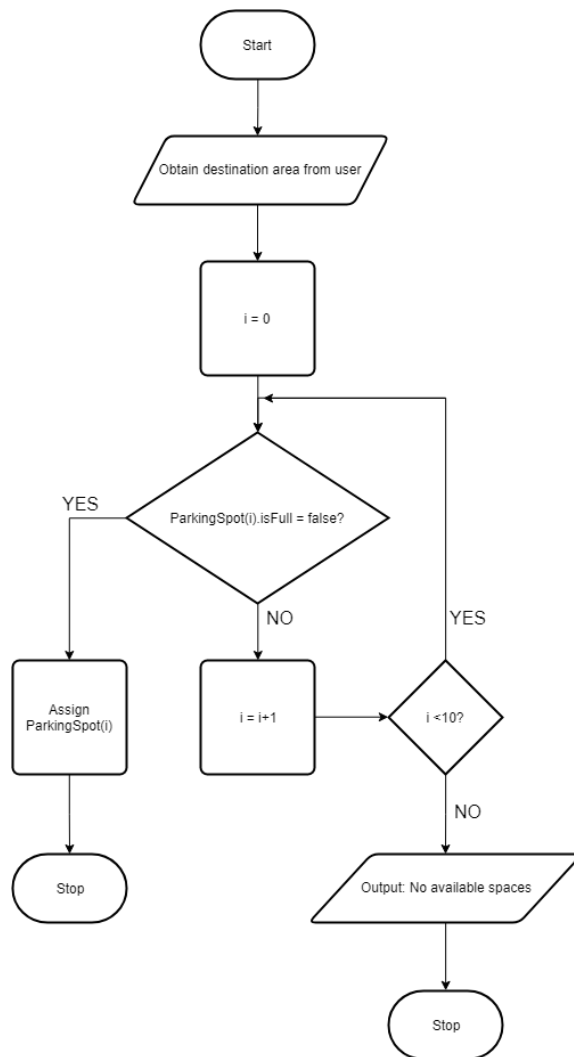 Start
Obtain destination area from user
i = 0
YES
ParkingSpot(i).isFull = false?
NO
YES
Assign
ParkingSpot(i)
i = i+1
i <10?
NO
Stop
Output: No available spaces
Stop